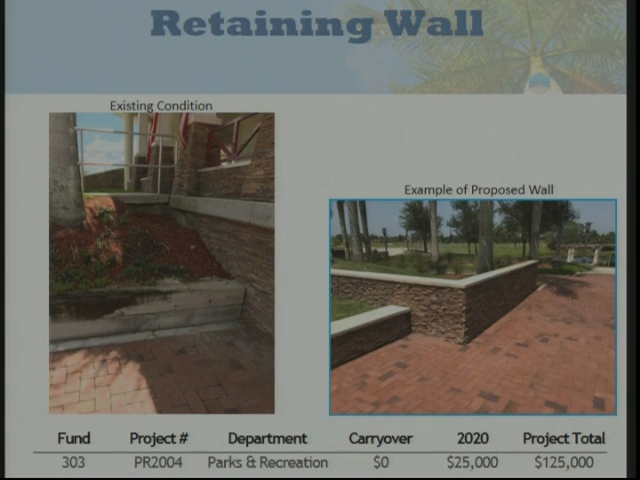 Retaining Wall
Existing Condition
Example of Proposed Wall
Fund Project # Department Carryover 2020 Project Total
303 PR2004 Parks & Recreation $0 $25,000 $125,000